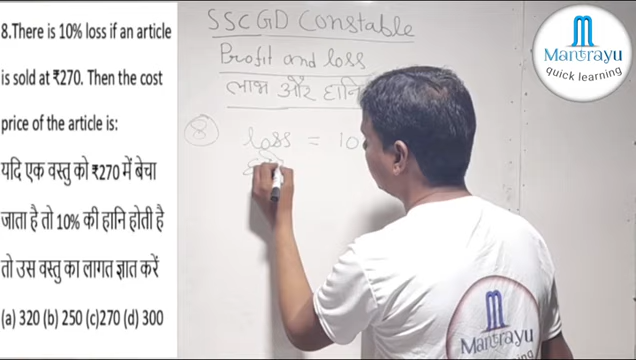 8.There is 10% loss if an article
is sold at ₹270. Then the cost
price of the article is:
यदि एक वस्तु को ₹270 में बेचा
जाता है तो 10% की हानि होती है
तो उस वस्तु का लागत ज्ञात करें
(a) 320 (b) 250 (c)270 (d) 300
SSC GD Constable
Profit and loss
लाभ और हानि
8 loss = 10
Mantrayu
quick learning
Mantrayu